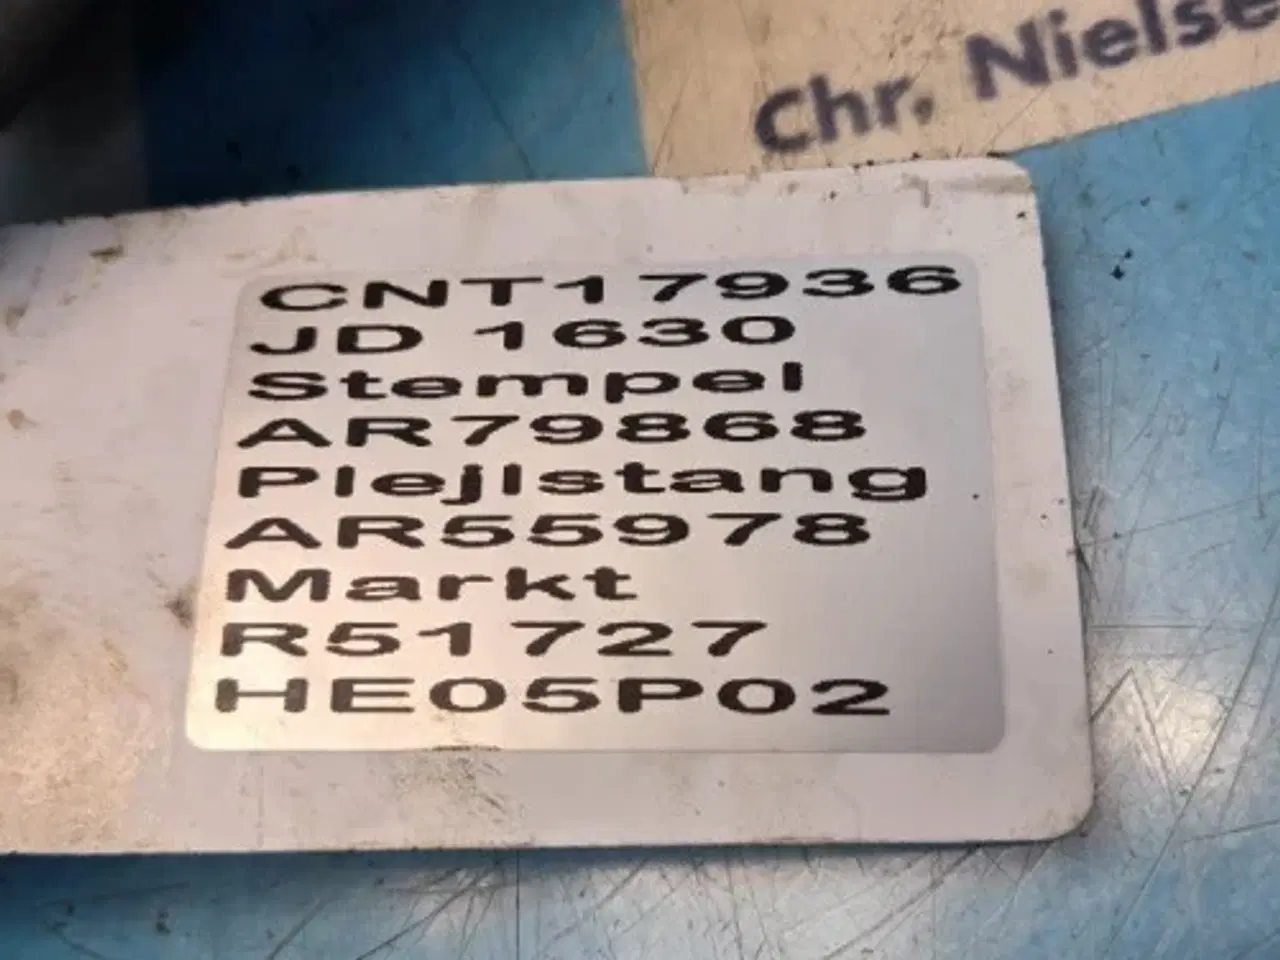 Chr. Nielse
CNT17936
JD 1630
Stempel
AR79868
Plejlstang
AR55978
Markt
R51727
HE05P02